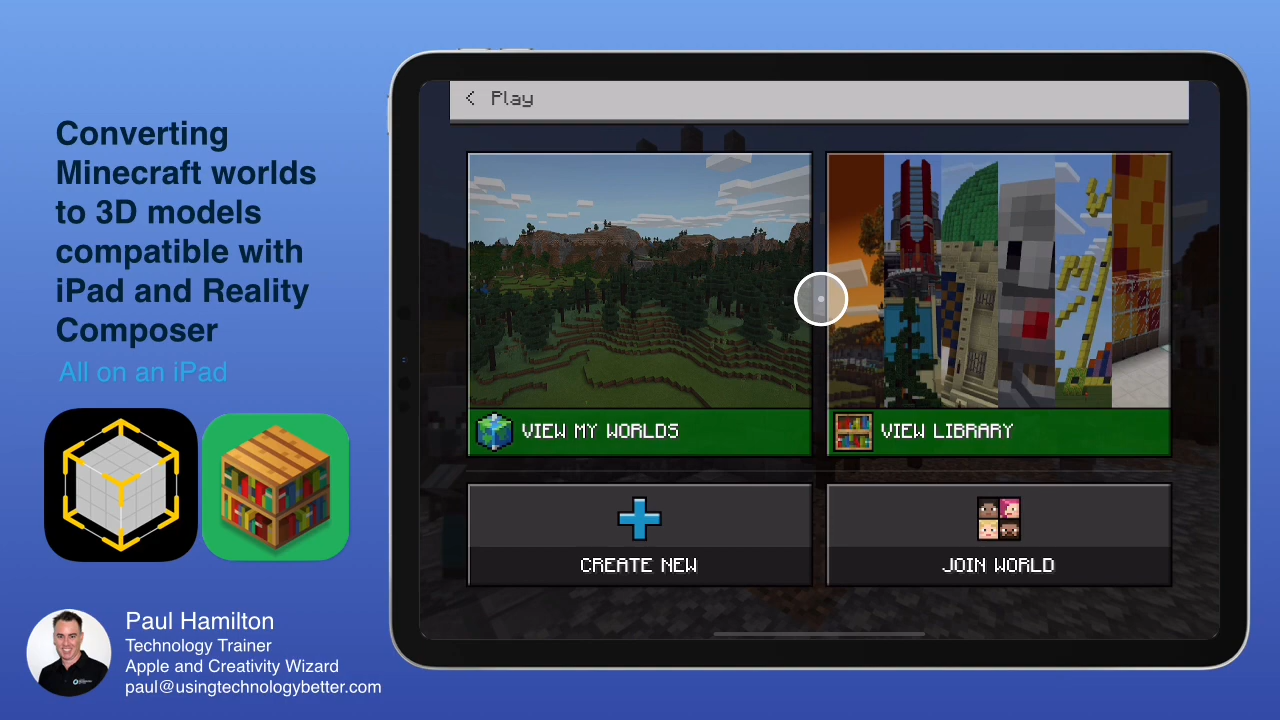 Converting
Minecraft worlds
to 3D models
compatible with
iPad and Reality
Composer
All on an iPad
Paul Hamilton
Technology Trainer
Apple and Creativity Wizard
paul@usingtechnologybetter.com
Play
VIEW MY WORLDS
VIEW LIBRARY
CREATE NEW
JOIN WORLD